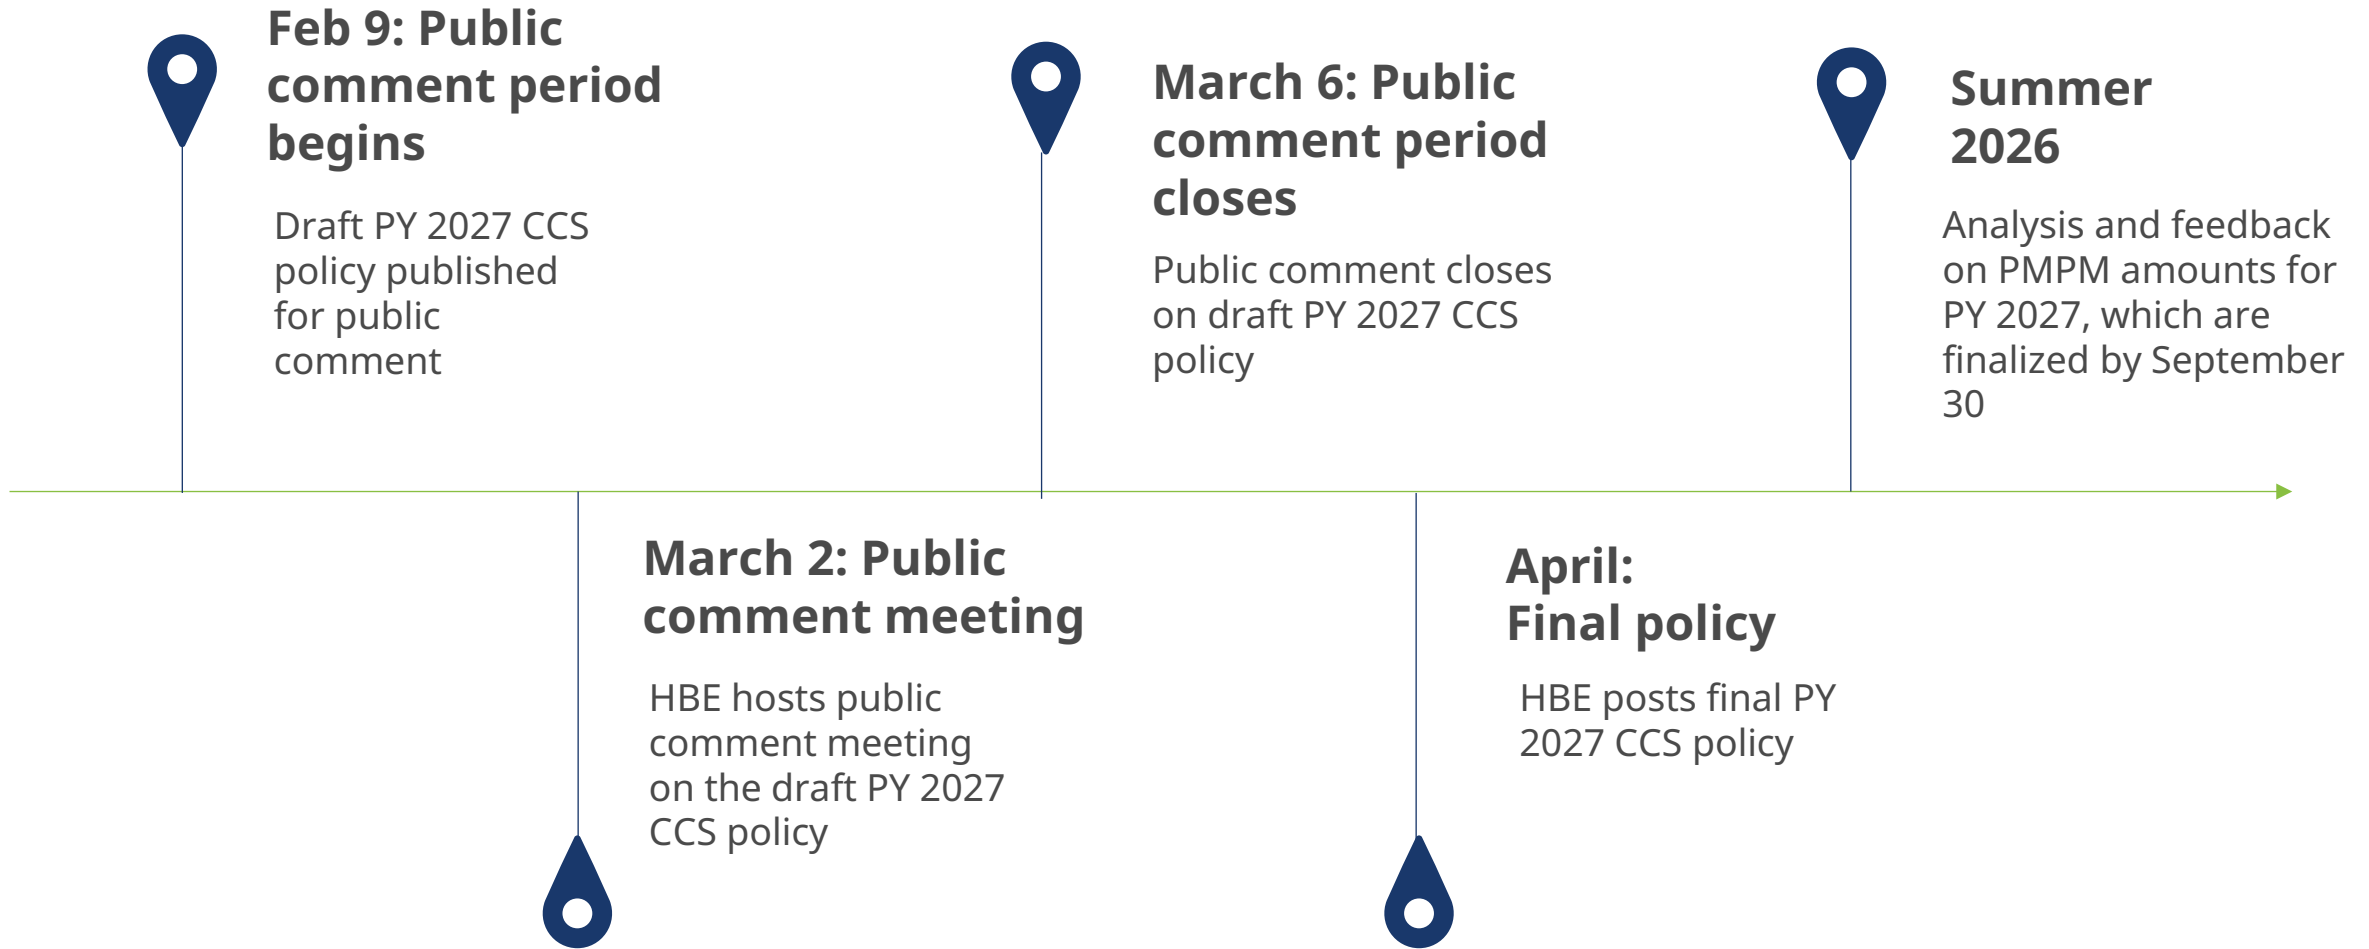 Feb 9: Public
comment period
begins
Draft PY 2027 CCS
policy published
for public
comment
March 2: Public
comment meeting
HBE hosts public
comment meeting
on the draft PY 2027
CCS policy
March 6: Public
comment period
closes
Public comment closes
on draft PY 2027 CCS
policy
April:
Final policy
HBE posts final PY
2027 CCS policy
Summer
2026
Analysis and feedback
on PMPM amounts for
PY 2027, which are
finalized by September
30